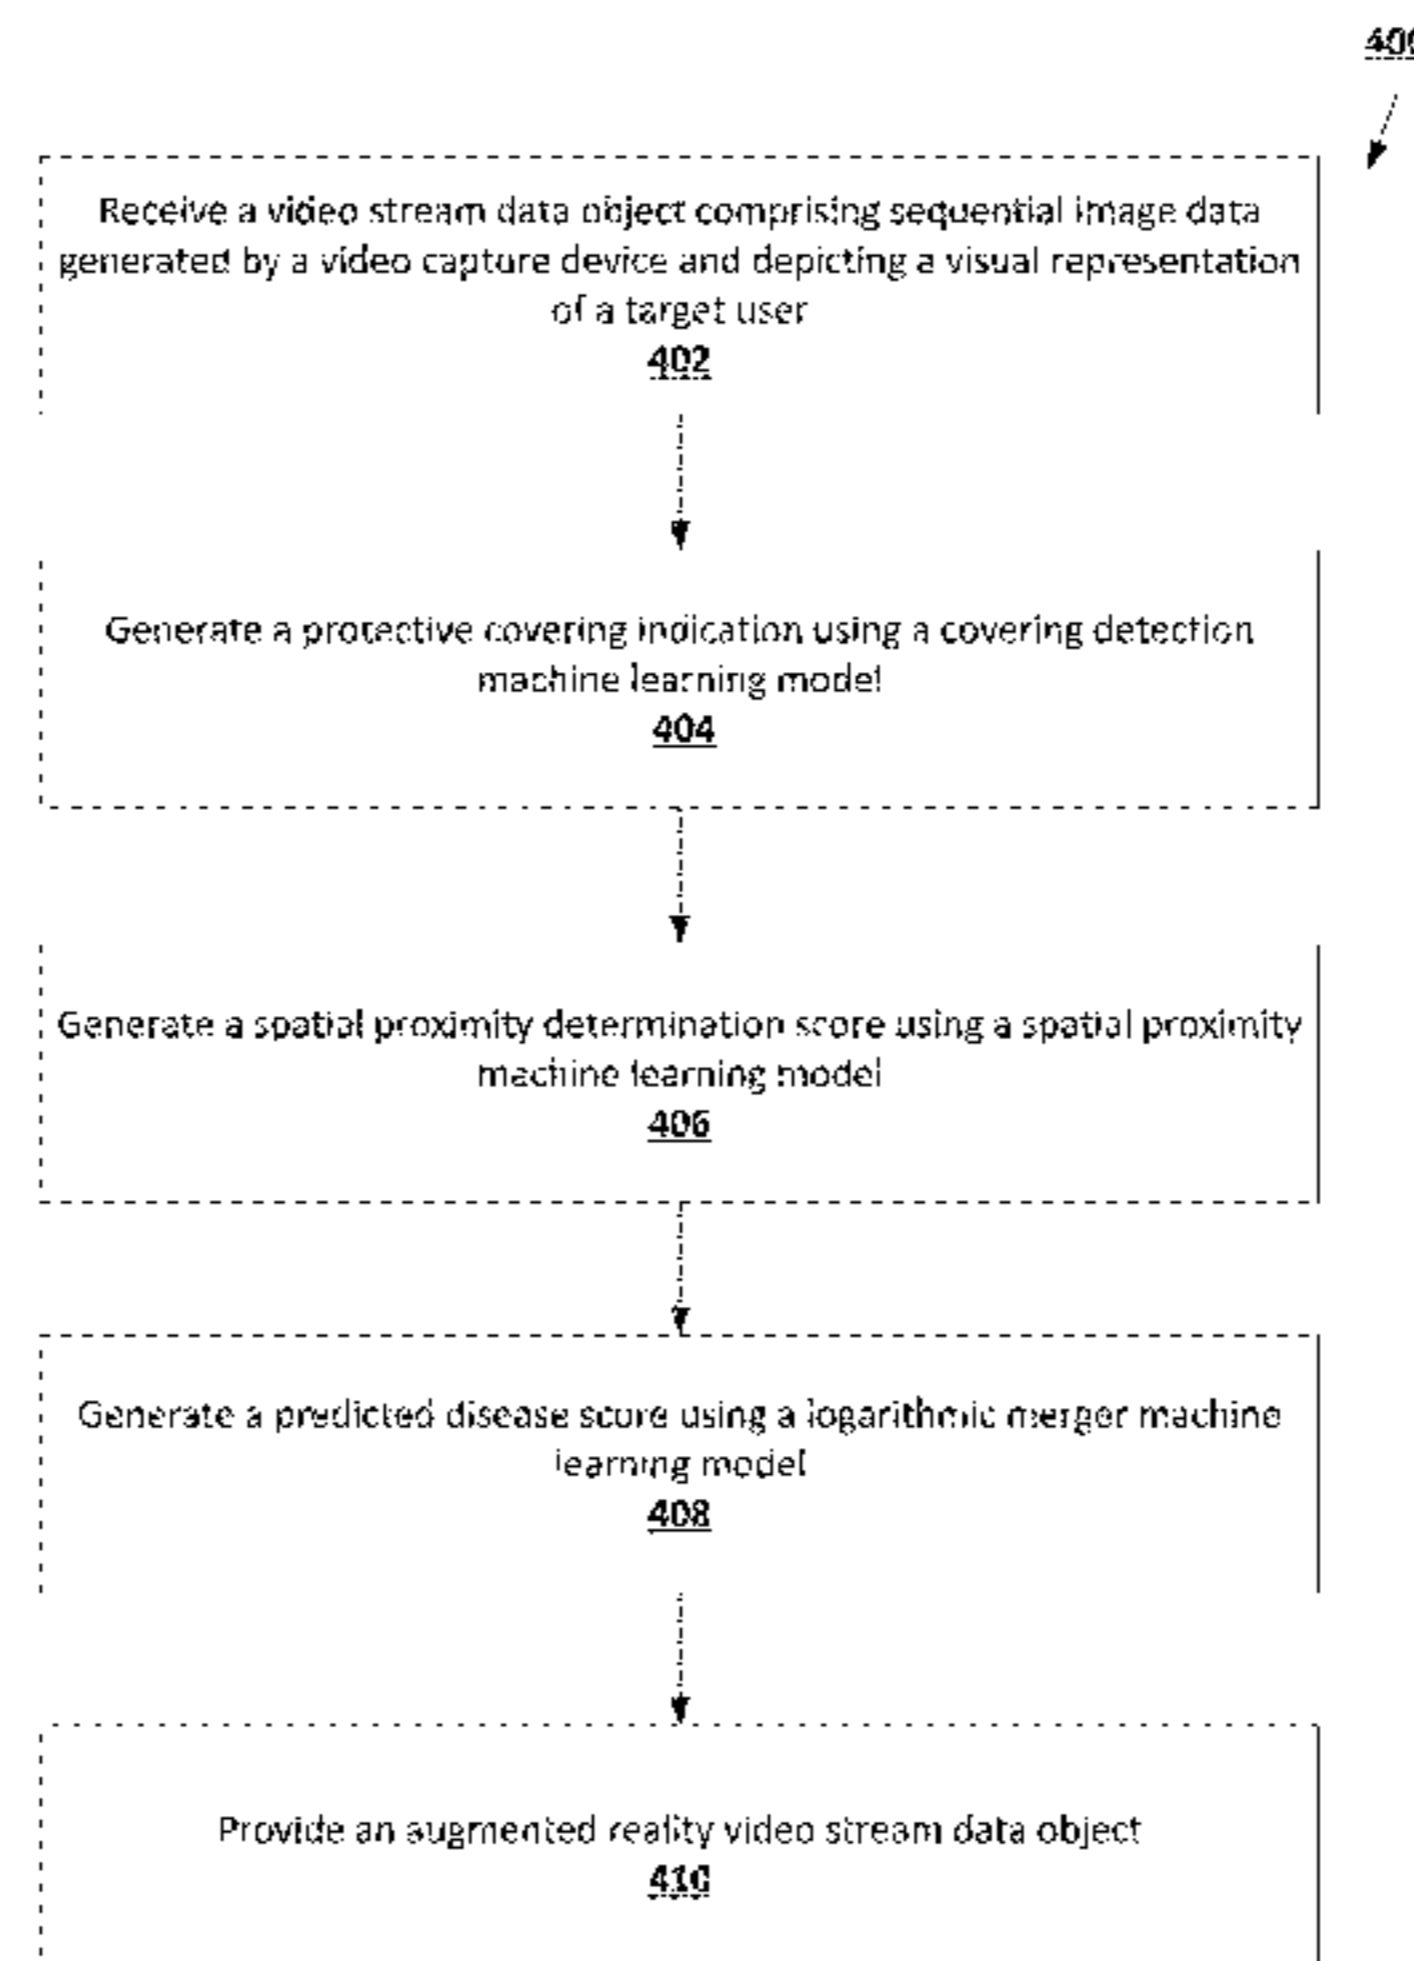 400
Receive a video stream data object comprising sequential image data
generated by a video capture device and depicting a visual representation
of a target user
402
Generate a protective covering indication using a covering detection
machine learning model
404
Generate a spatial proximity determination score using a spatial proximity
machine learning model
406
Generate a predicted disease score using a logarithmic merger machine
learning model
408
Provide an augmented reality video stream data object
410